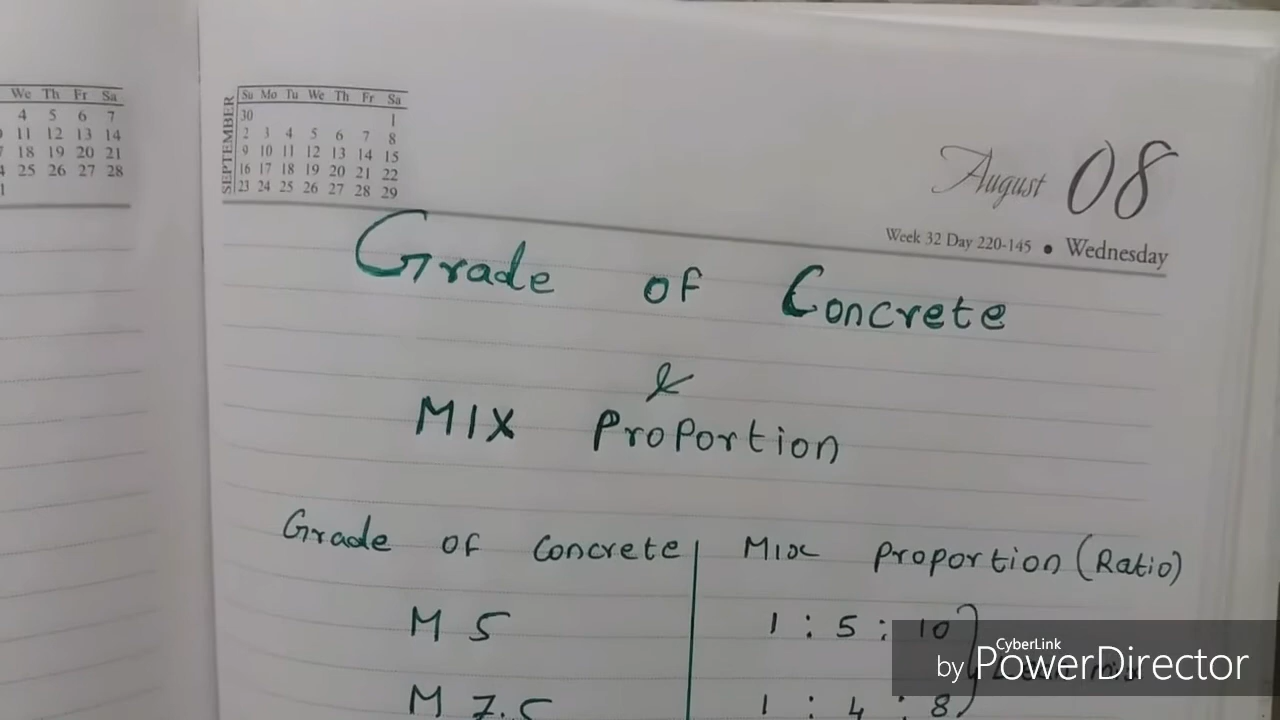 We Th Fr Sa
4 5 6 7
11 12 13 14
18 19 20 21
25 26 27 28
SEPTEMBER
Su Mo Tu We Th Fr Sa
30 1
2 3 4 5 6 7 8
9 10 11 12 13 14 15
16 17 18 19 20 21 22
23 24 25 26 27 28 29
August 08
Week 32 Day 220-145 • Wednesday
Grade of Concrete
&
MIX Proportion
Grade of Concrete Mix Proportion (Ratio)
M 5 1 : 5 : 10
M 7.5 1 : 4 : 8
CyberLink
by PowerDirector